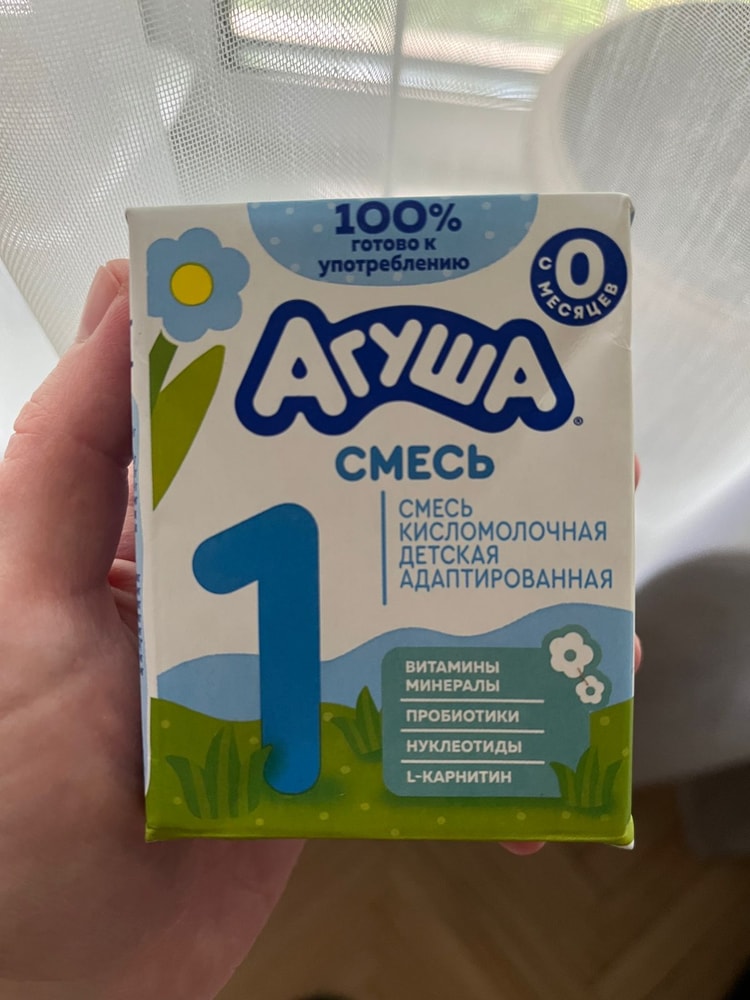 100%
ГОТОВО К
УПОТРЕБЛЕНИЮ
С 0 МЕСЯЦЕВ
АГУША®
СМЕСЬ
1
СМЕСЬ
КИСЛОМОЛОЧНАЯ
ДЕТСКАЯ
АДАПТИРОВАННАЯ
ВИТАМИНЫ
МИНЕРАЛЫ
ПРОБИОТИКИ
НУКЛЕОТИДЫ
L-КАРНИТИН